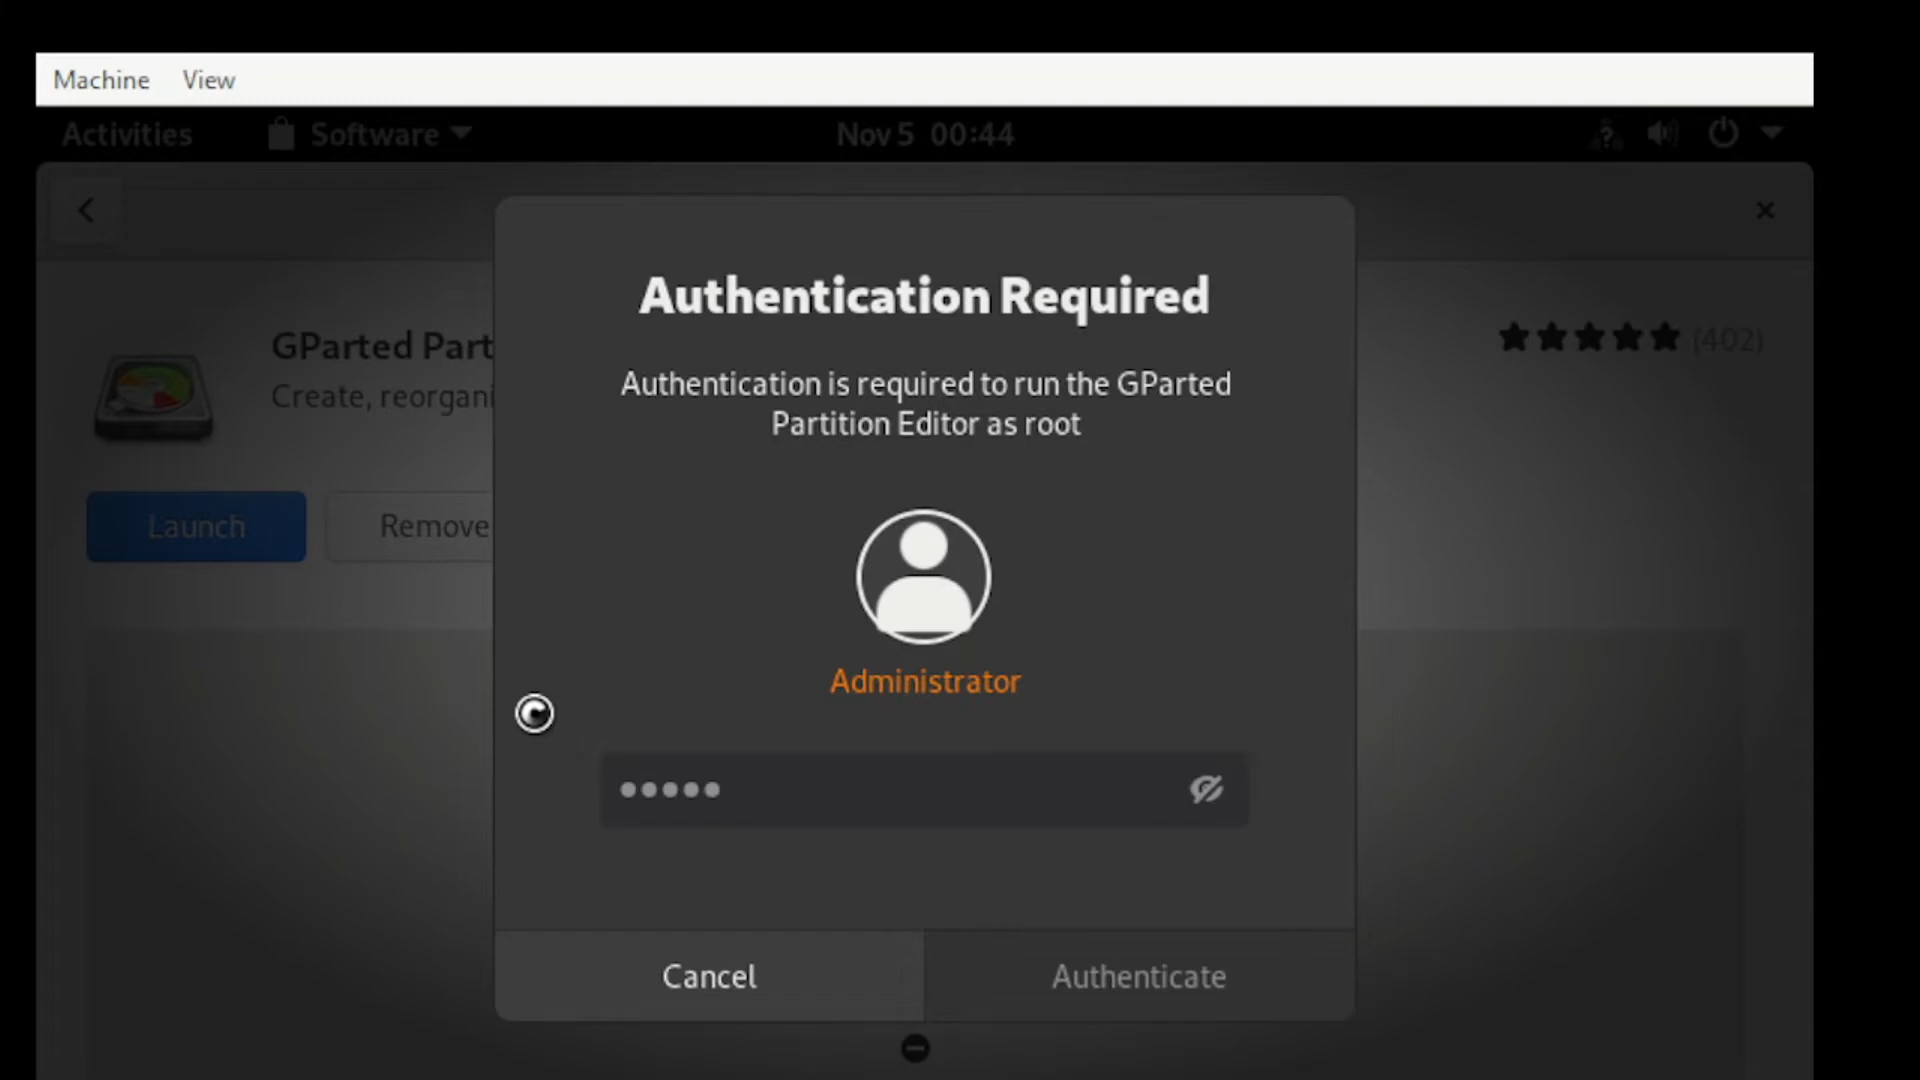 Machine View
Activities Software Nov 5 00:44
Authentication Required
GParted Part
Create, reorgani
(402)
Authentication is required to run the GParted
Partition Editor as root
Launch Remove
Administrator
Cancel Authenticate